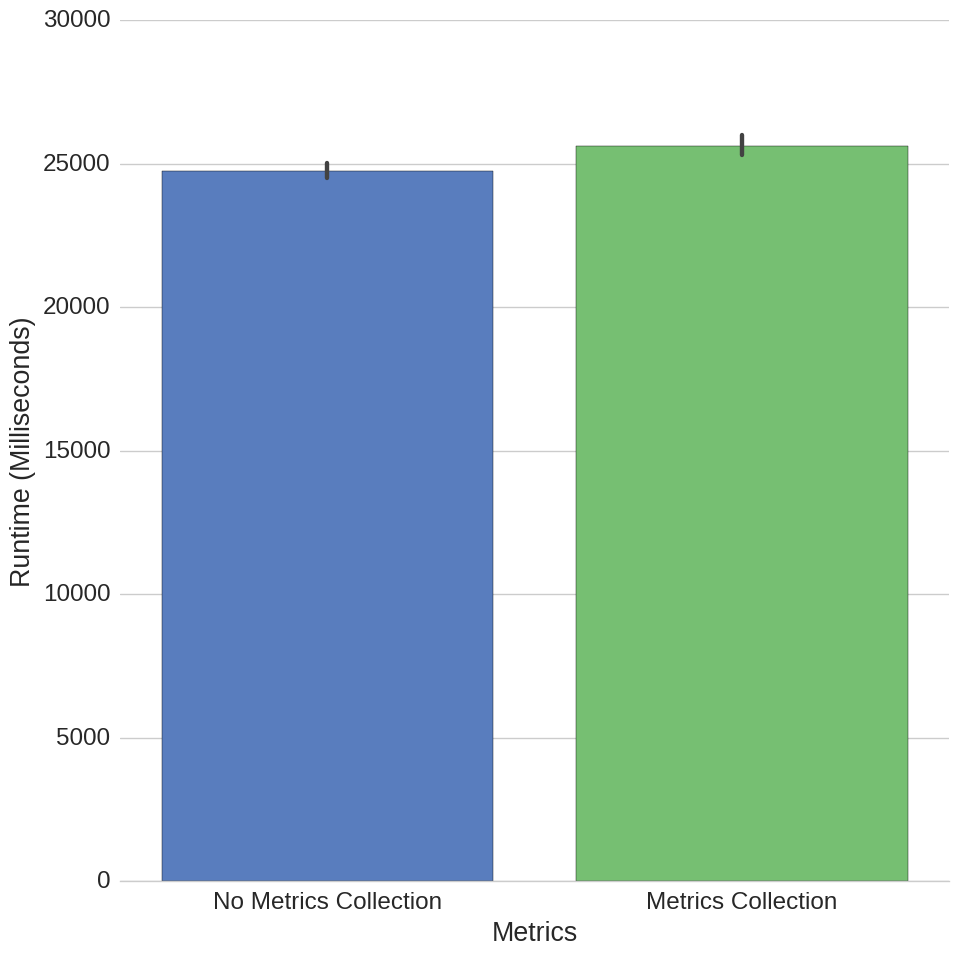 30000
25000
20000
15000
10000
5000
0
Runtime (Milliseconds)
No Metrics Collection
Metrics Collection
Metrics